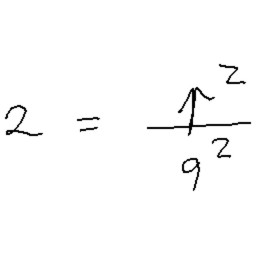 2 = ↑² / 9²